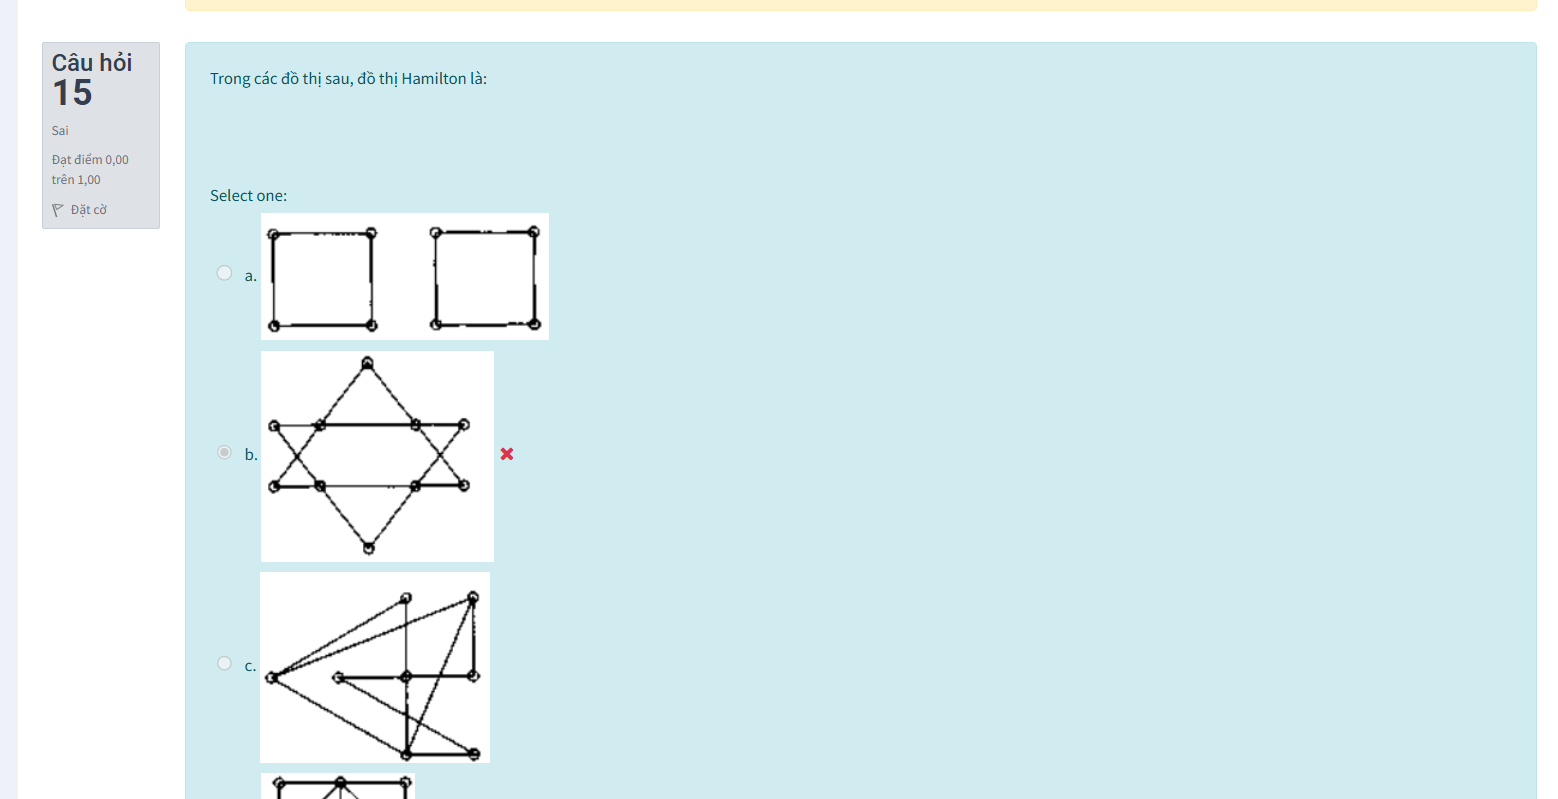 Câu hỏi
15
Sai
Đạt điểm 0,00
trên 1,00
Đặt cờ
Trong các đồ thị sau, đồ thị Hamilton là:
Select one:
a.
b.
c.